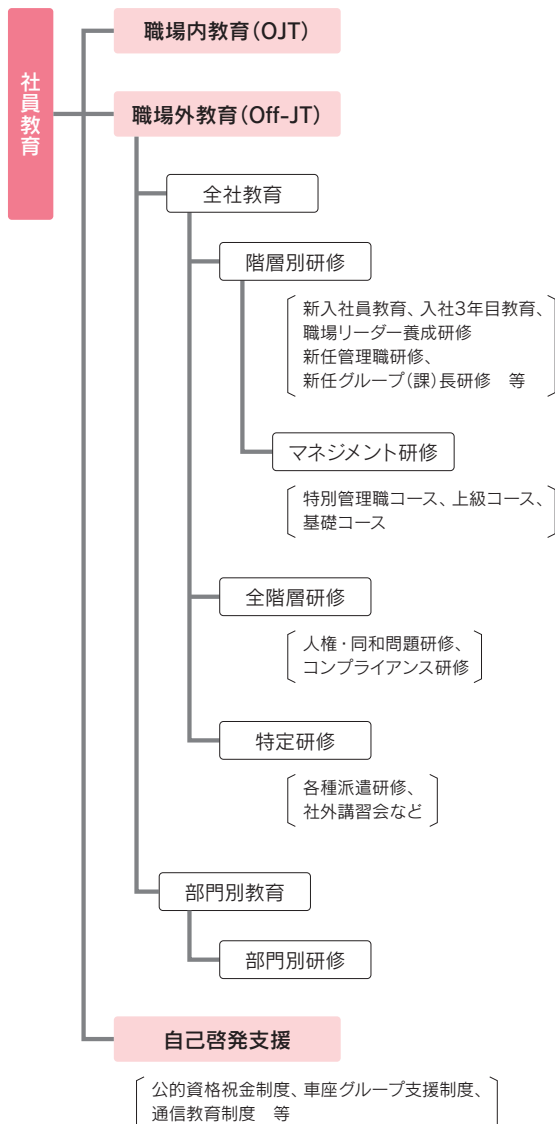 社員教育
職場内教育(OJT)
職場外教育(Off-JT)
全社教育
階層別研修
新入社員教育、入社3年目教育、
職場リーダー養成研修
新任管理職研修、
新任グループ(課)長研修　等
マネジメント研修
特別管理職コース、上級コース、
基礎コース
全階層研修
人権・同和問題研修、
コンプライアンス研修
特定研修
各種派遣研修、
社外講習会など
部門別教育
部門別研修
自己啓発支援
公的資格祝金制度、車座グループ支援制度、
通信教育制度　等